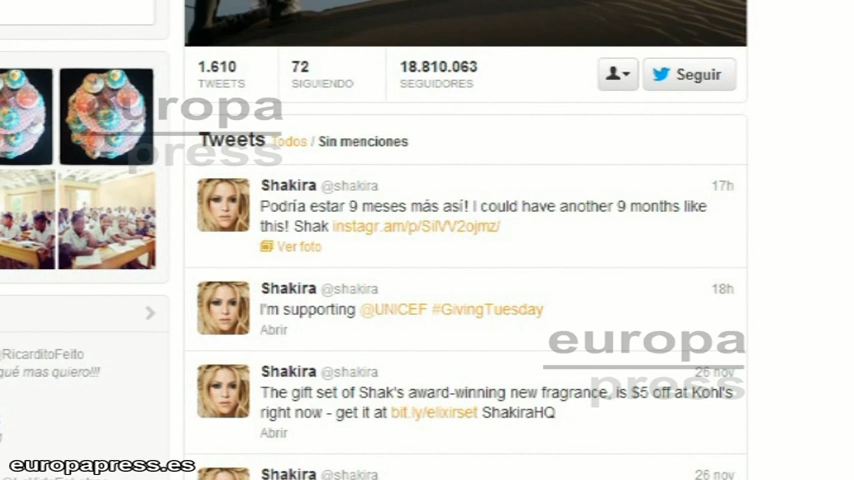 1.610
TWEETS
72
SIGUIENDO
18.810.063
SEGUIDORES
Seguir
europa
press
Tweets Todos / Sin menciones
Shakira @shakira
17h
Podría estar 9 meses más así! I could have another 9 months like
this! Shak instagr.am/p/SiIVV2ojmz/
Ver foto
Shakira @shakira
18h
I'm supporting @UNICEF #GivingTuesday
Abrir
europa
press
Shakira @shakira
26 nov
The gift set of Shak's award-winning new fragrance, is $5 off at Kohl's
right now - get it at bit.ly/elixirset ShakiraHQ
Abrir
@RicarditoFeito
qué mas quiero!!!
europapress.es
Shakira @shakira
26 nov